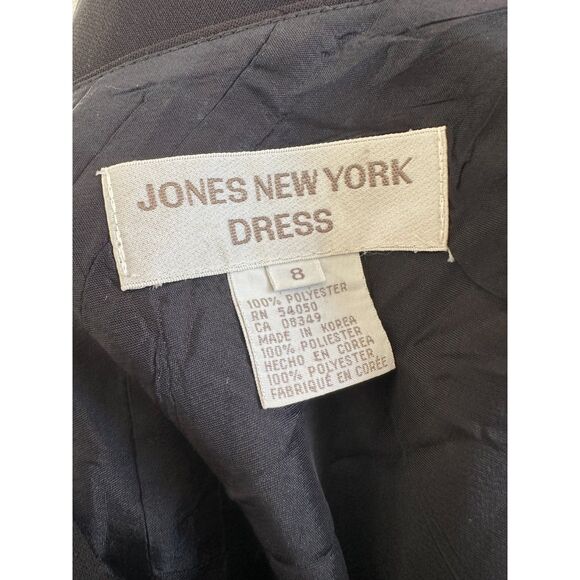 JONES NEW YORK
DRESS
8
100% POLYESTER
RN 54050
CA 08349
MADE IN KOREA
100% POLIESTER
HECHO EN COREA
100% POLYESTER
FABRIQUÉ EN CORÉE